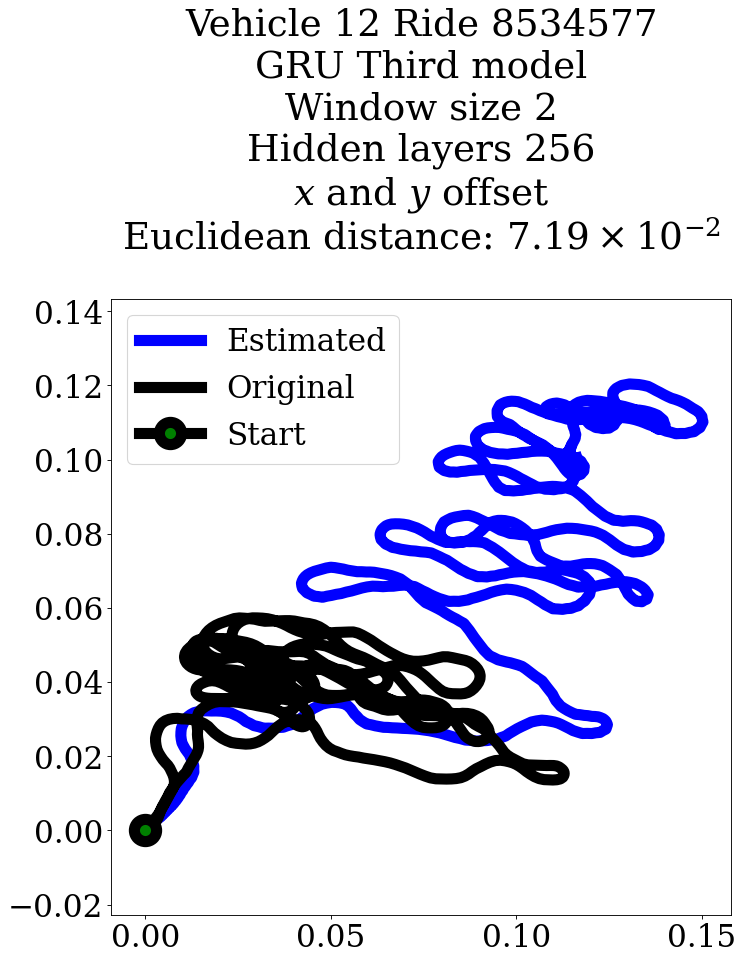 Vehicle 12 Ride 8534577
GRU Third model
Window size 2
Hidden layers 256
x and y offset
Euclidean distance: 7.19 × 10⁻²
Estimated
Original
Start
0.14
0.12
0.10
0.08
0.06
0.04
0.02
0.00
−0.02
0.00 0.05 0.10 0.15